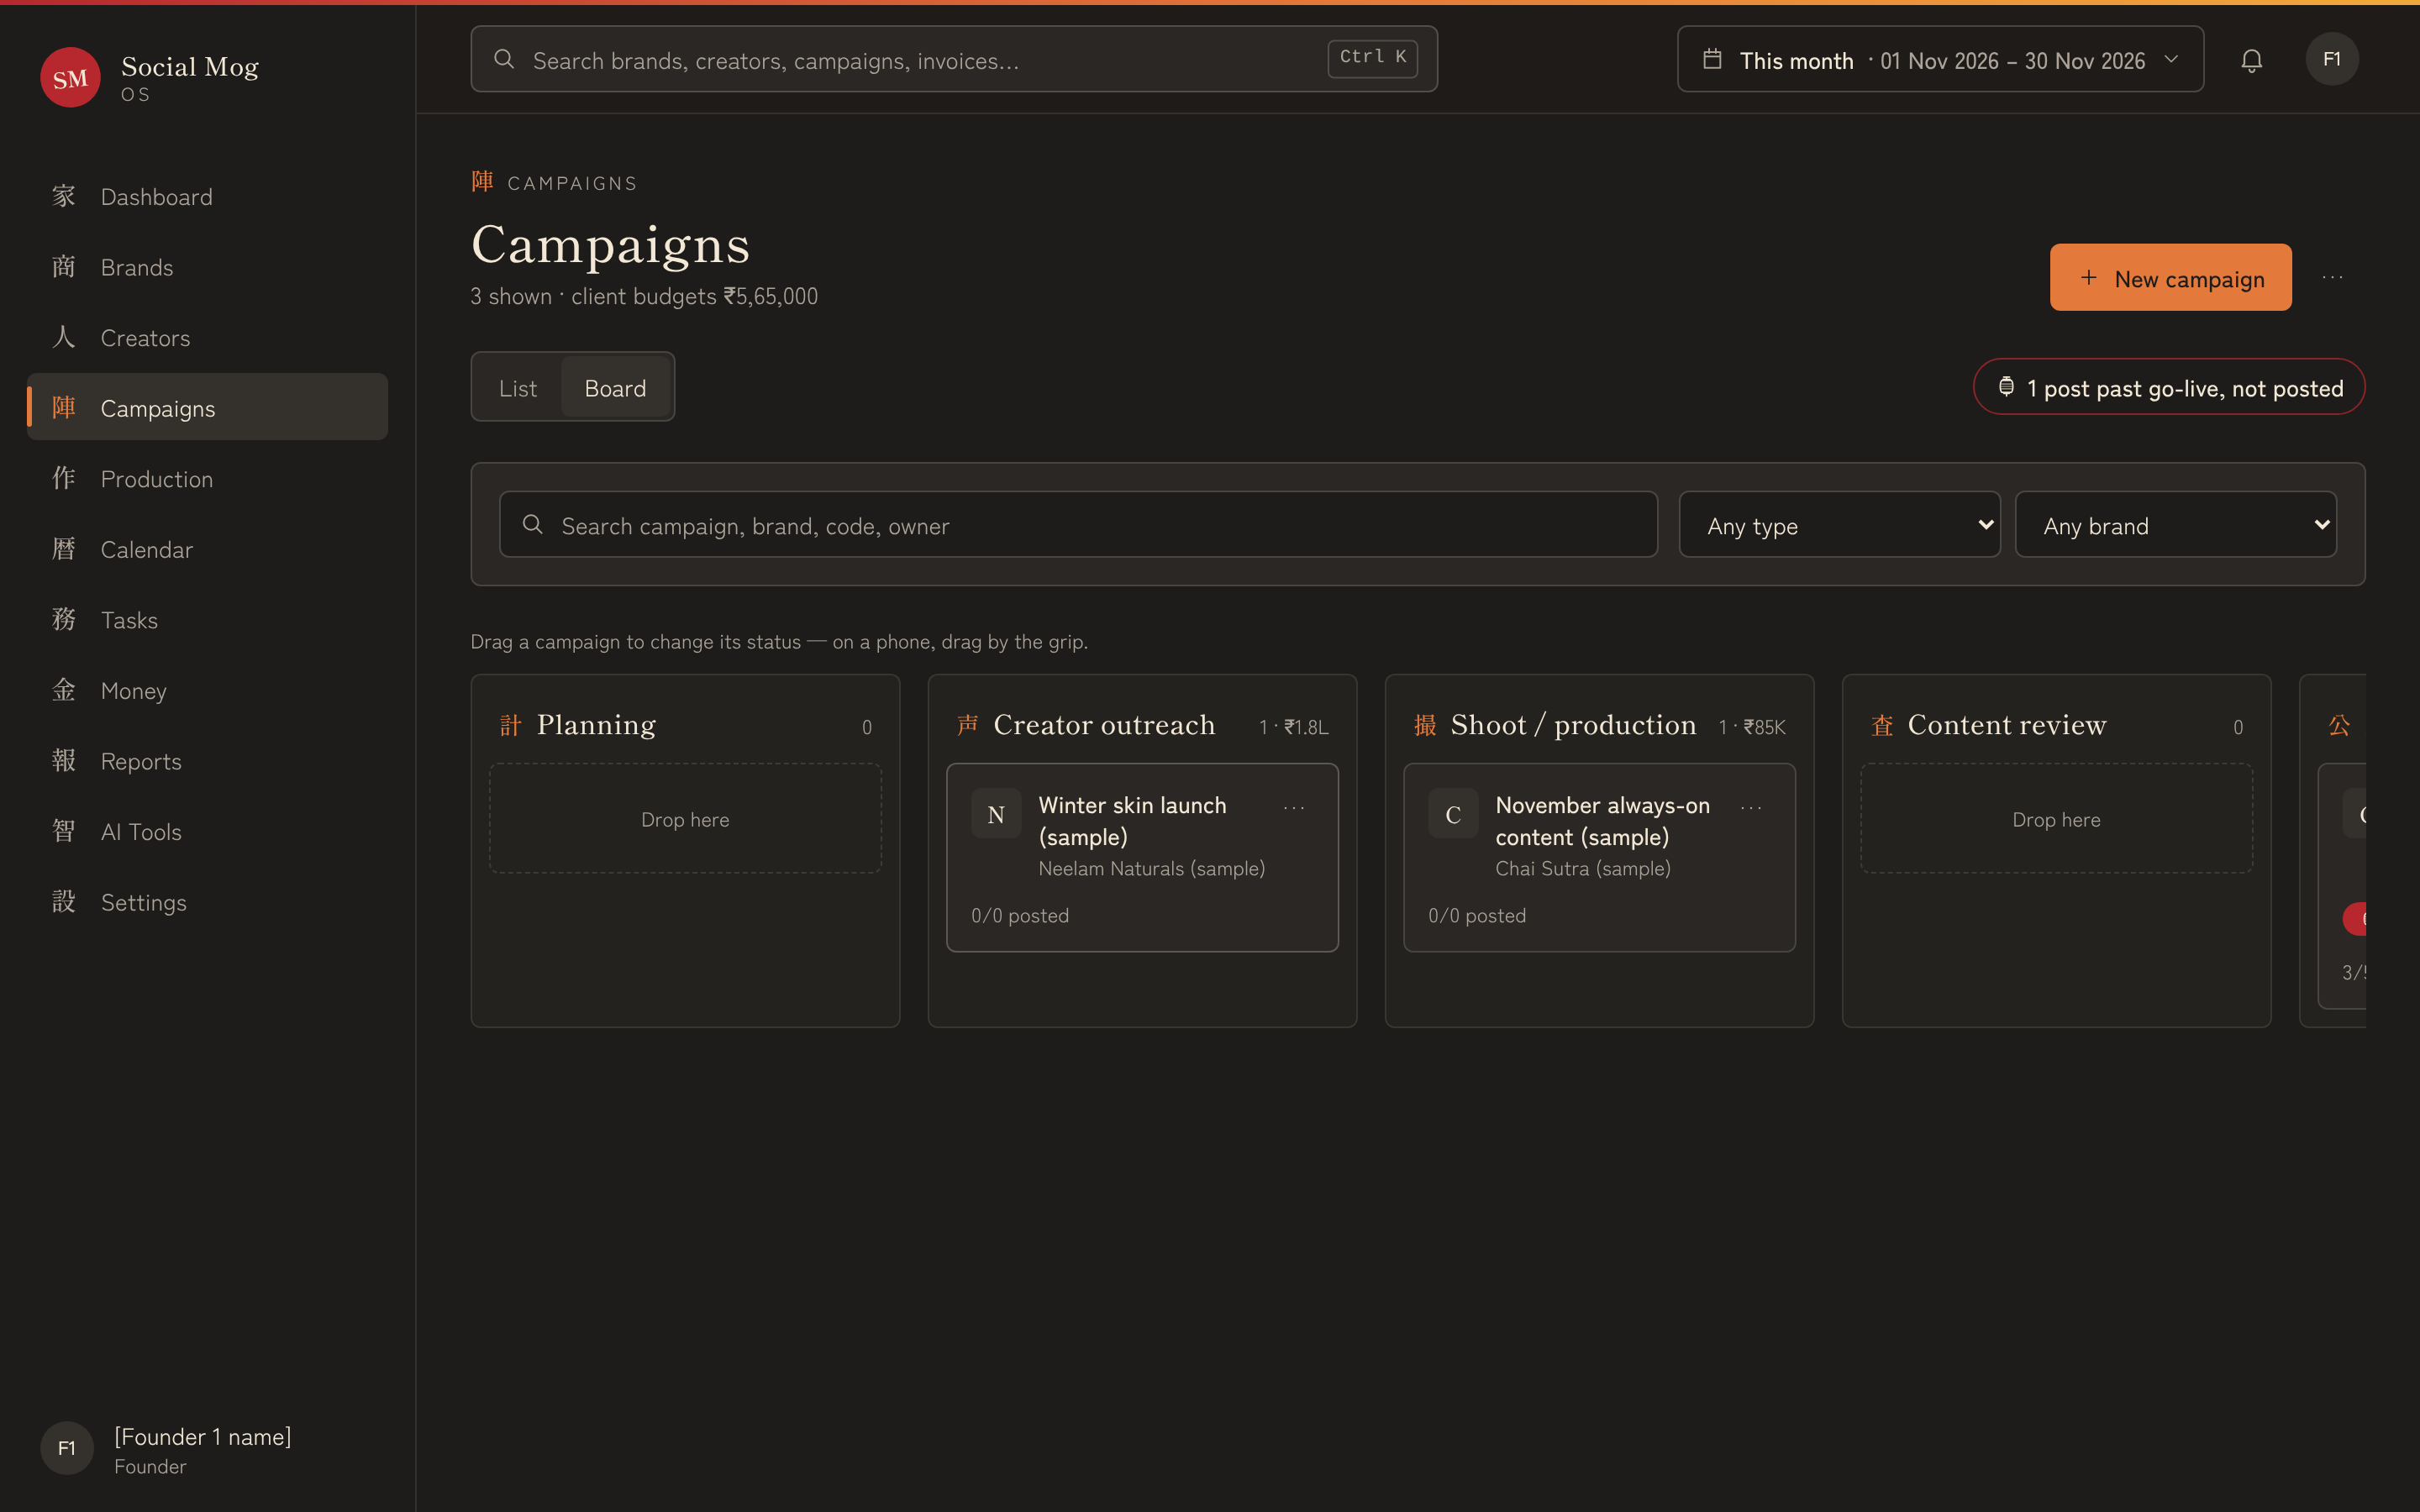 SM
Social Mog
OS
Search brands, creators, campaigns, invoices...
Ctrl K
This month · 01 Nov 2026 – 30 Nov 2026
F1
家 Dashboard
商 Brands
人 Creators
陣 Campaigns
作 Production
暦 Calendar
務 Tasks
金 Money
報 Reports
智 AI Tools
設 Settings
F1
[Founder 1 name]
Founder
陣 CAMPAIGNS
Campaigns
3 shown · client budgets ₹5,65,000
+ New campaign
...
List
Board
1 post past go-live, not posted
Search campaign, brand, code, owner
Any type
Any brand
Drag a campaign to change its status — on a phone, drag by the grip.
計 Planning 0
Drop here
声 Creator outreach 1 · ₹1.8L
N
Winter skin launch
(sample)
...
Neelam Naturals (sample)
0/0 posted
撮 Shoot / production 1 · ₹85K
C
November always-on
content (sample)
...
Chai Sutra (sample)
0/0 posted
査 Content review 0
Drop here
公